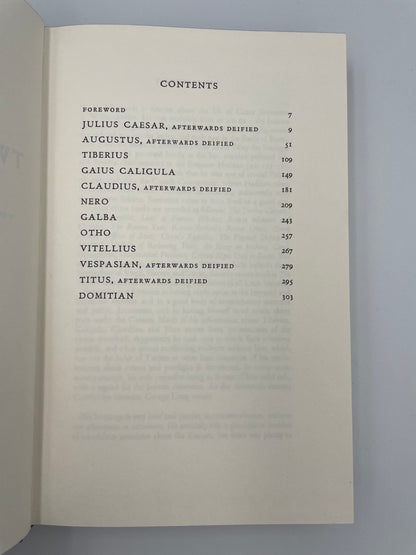 CONTENTS
FOREWORD 7
JULIUS CAESAR, AFTERWARDS DEIFIED 9
AUGUSTUS, AFTERWARDS DEIFIED 51
TIBERIUS 109
GAIUS CALIGULA 149
CLAUDIUS, AFTERWARDS DEIFIED 181
NERO 209
GALBA 243
OTHO 257
VITELLIUS 267
VESPASIAN, AFTERWARDS DEIFIED 279
TITUS, AFTERWARDS DEIFIED 295
DOMITIAN 303